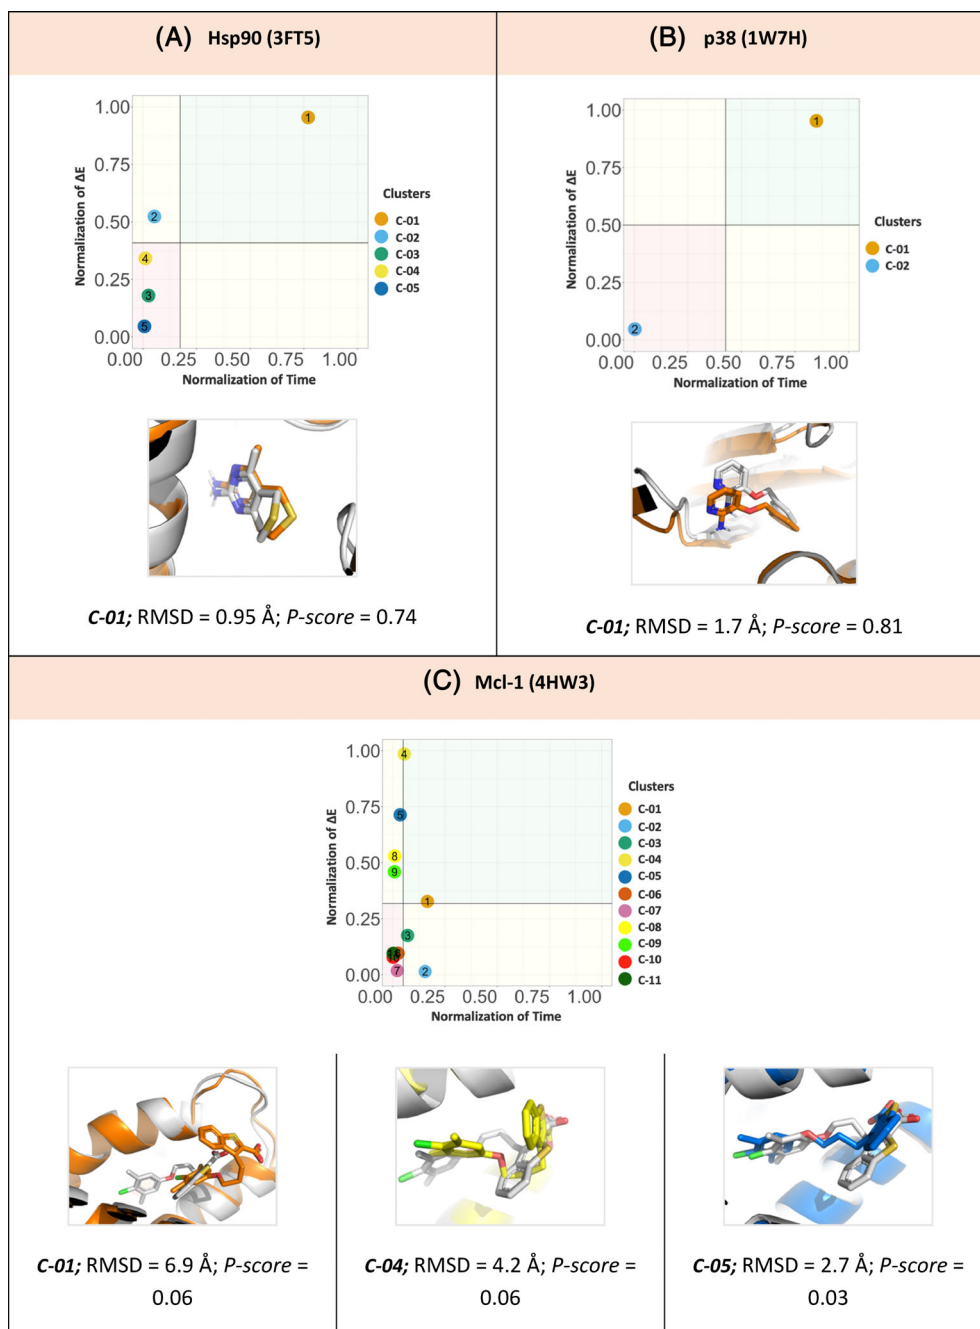 (A) Hsp90 (3FT5)
1.00
0.75
0.50
0.25
0.00
Normalization of ΔE
1
2
4
3
5
0.00 0.25 0.50 0.75 1.00
Normalization of Time
Clusters
C-01
C-02
C-03
C-04
C-05
C-01; RMSD = 0.95 Å; P-score = 0.74
(B) p38 (1W7H)
1.00
0.75
0.50
0.25
0.00
Normalization of ΔE
1
2
0.00 0.25 0.50 0.75 1.00
Normalization of Time
Clusters
C-01
C-02
C-01; RMSD = 1.7 Å; P-score = 0.81
(C) Mcl-1 (4HW3)
1.00
0.75
0.50
0.25
0.00
Normalization of ΔE
4
5
8
9
1
3
7
2
0.00 0.25 0.50 0.75 1.00
Normalization of Time
Clusters
C-01
C-02
C-03
C-04
C-05
C-06
C-07
C-08
C-09
C-10
C-11
C-01; RMSD = 6.9 Å; P-score =
0.06
C-04; RMSD = 4.2 Å; P-score =
0.06
C-05; RMSD = 2.7 Å; P-score =
0.03